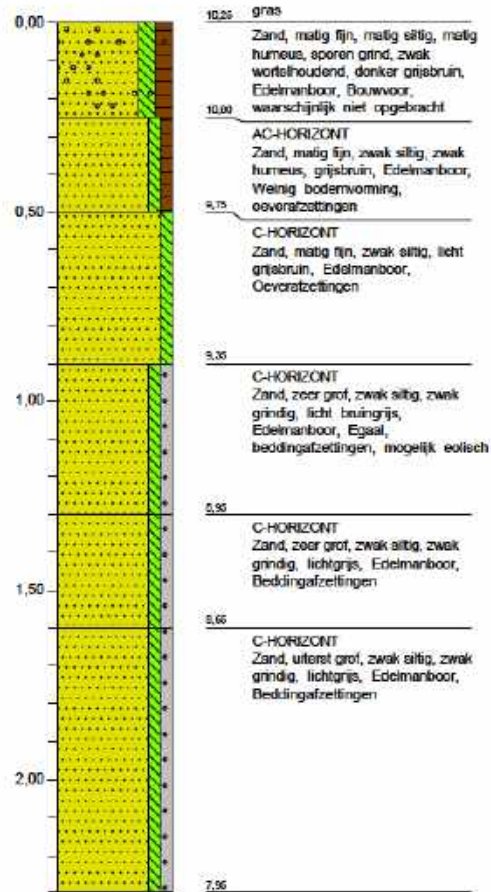 0,00
10,25
gras
Zand, matig fijn, matig siltig, matig
humeus, sporen grind, zwak
wortelhoudend, donker grijsbruin,
Edelmanboor, Bouwvoor,
waarschijnlijk niet opgebracht
10,00
AC-HORIZONT
Zand, matig fijn, zwak siltig, zwak
humeus, grijsbruin, Edelmanboor,
Weinig bodemvorming,
oeverafzettingen
0,50
9,75
C-HORIZONT
Zand, matig fijn, zwak siltig, licht
grijsbruin, Edelmanboor,
Oeverafzettingen
9,35
1,00
C-HORIZONT
Zand, zeer grof, zwak siltig, zwak
grindig, licht bruingrijs,
Edelmanboor, Egaal,
beddingafzettingen, mogelijk eolisch
8,95
C-HORIZONT
Zand, zeer grof, zwak siltig, zwak
grindig, lichtgrijs, Edelmanboor,
Beddingafzettingen
1,50
8,65
C-HORIZONT
Zand, uiterst grof, zwak siltig, zwak
grindig, lichtgrijs, Edelmanboor,
Beddingafzettingen
2,00
7,95